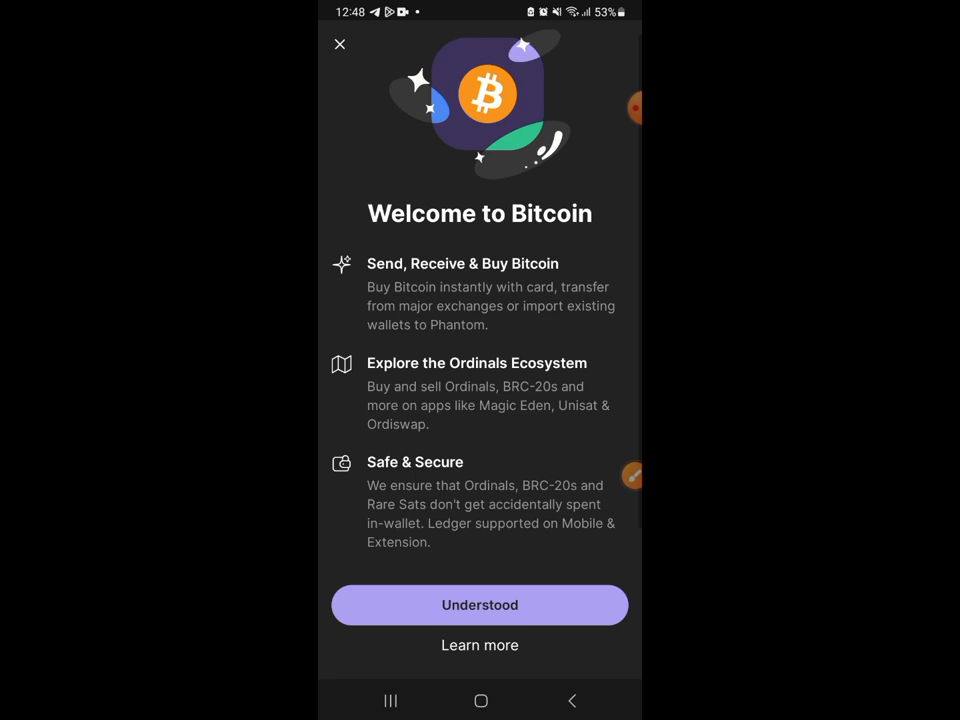 12:48
53%
Welcome to Bitcoin
Send, Receive & Buy Bitcoin
Buy Bitcoin instantly with card, transfer
from major exchanges or import existing
wallets to Phantom.
Explore the Ordinals Ecosystem
Buy and sell Ordinals, BRC-20s and
more on apps like Magic Eden, Unisat &
Ordiswap.
Safe & Secure
We ensure that Ordinals, BRC-20s and
Rare Sats don't get accidentally spent
in-wallet. Ledger supported on Mobile &
Extension.
Understood
Learn more